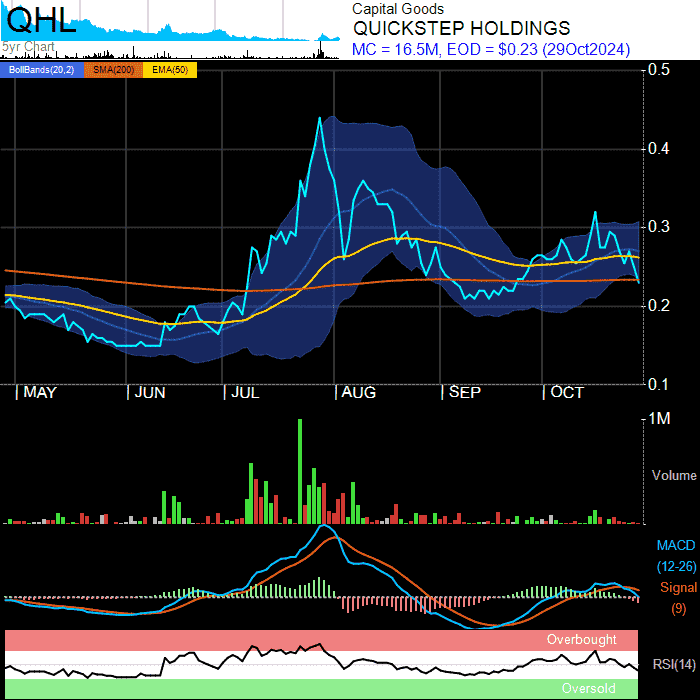 QHL
5yr Chart
Capital Goods
QUICKSTEP HOLDINGS
MC = 16.5M, EOD = $0.23 (29Oct2024)
BollBands(20,2) SMA(200) EMA(50)
0.5
0.4
0.3
0.2
0.1
MAY JUN JUL AUG SEP OCT
1M
Volume
MACD
(12-26)
Signal
(9)
Overbought
RSI(14)
Oversold